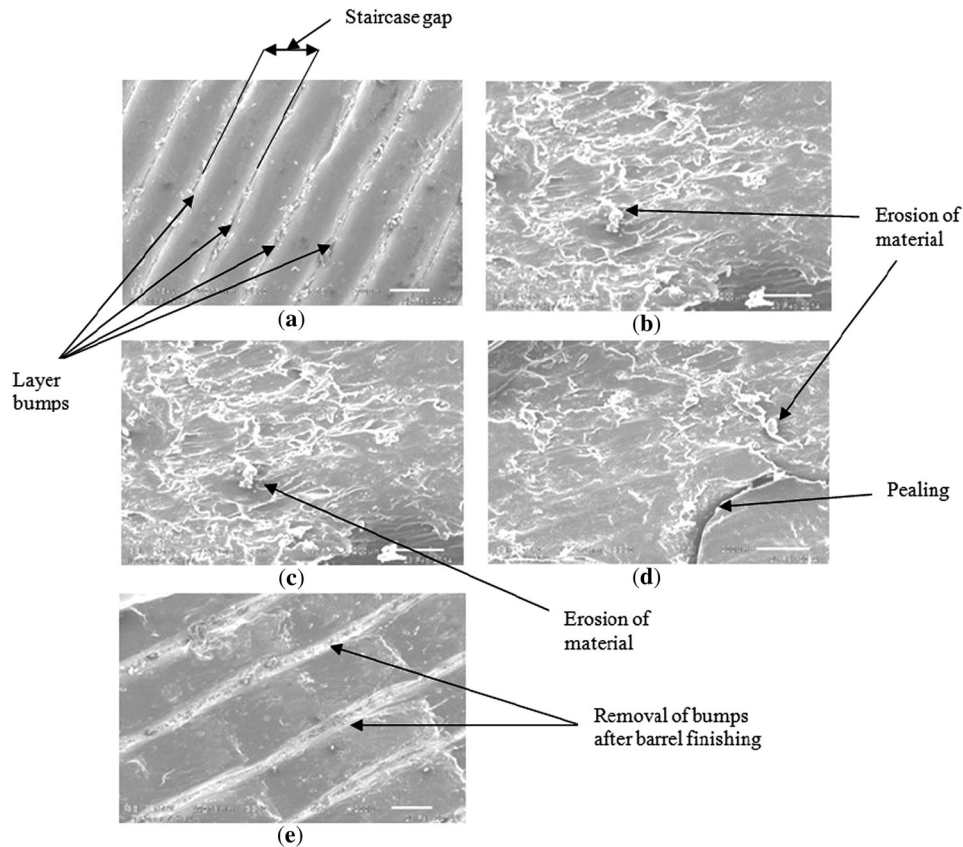 Staircase gap
(a)
(b)
Erosion of
material
Layer
bumps
(c)
(d)
Pealing
Erosion of
material
Removal of bumps
after barrel finishing
(e)